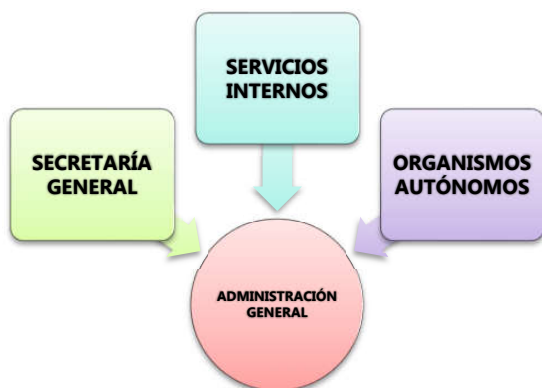 SERVICIOS
INTERNOS
SECRETARÍA
GENERAL
ORGANISMOS
AUTÓNOMOS
ADMINISTRACIÓN
GENERAL